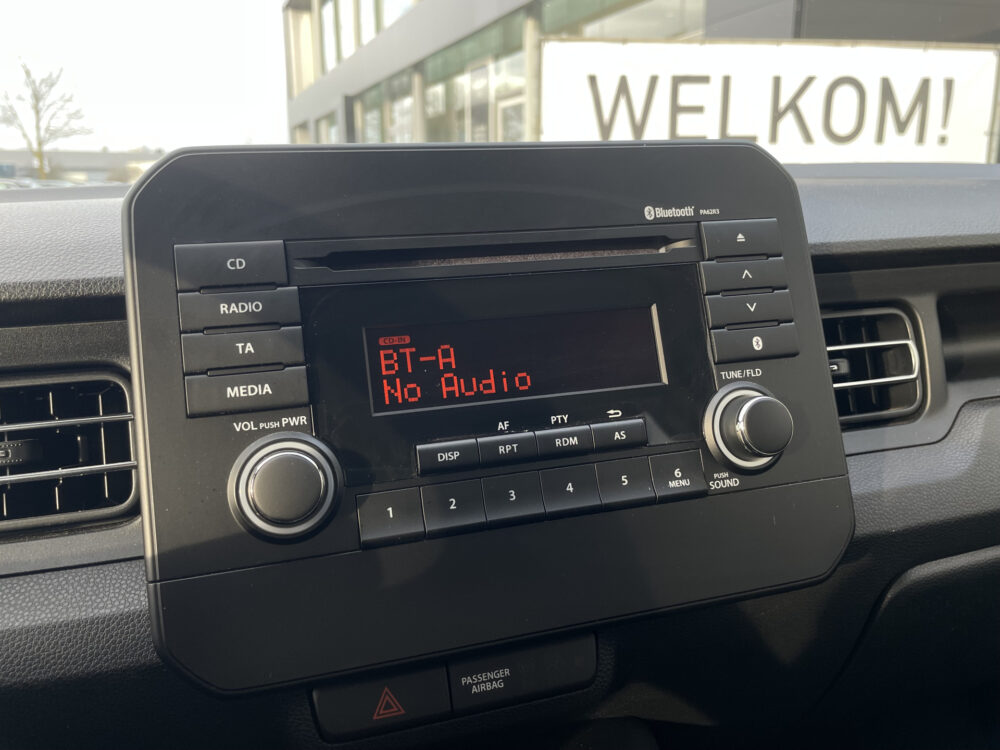 WELKOM!
Bluetooth PA62R3
CD
RADIO
TA
MEDIA
CD-IN
BT-A
No Audio
VOL PUSH PWR
TUNE/FLD
AF
PTY
DISP
RPT
RDM
AS
1
2
3
4
5
6
MENU
PUSH
SOUND
PASSENGER
AIRBAG